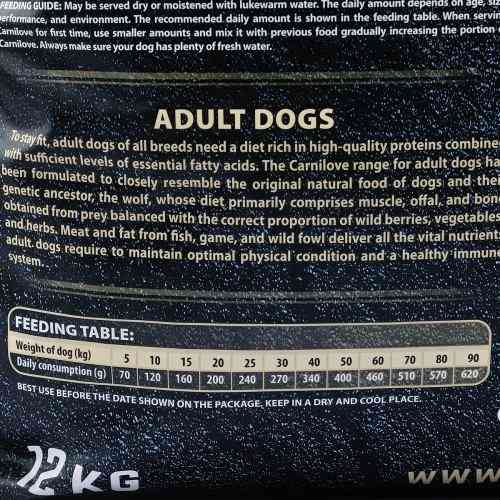 FEEDING GUIDE: May be served dry or moistened with lukewarm water. The daily amount depends on age,
performance, and environment. The recommended daily amount is shown in the feeding table. When
Carnilove for first time, use smaller amounts and mix it with previous food gradually increasing the portion
Carnilove. Always make sure your dog has plenty of fresh water.
ADULT DOGS
To stay fit, adult dogs of all breeds need a diet rich in high-quality proteins
with sufficient levels of essential fatty acids. The Carnilove range for adult dogs
been formulated to closely resemble the original natural food of dogs and
genetic ancestor, the wolf, whose diet primarily comprises muscle, offal, and
obtained from prey balanced with the correct proportion of wild berries, vegetables
and herbs. Meat and fat from fish, game, and wild fowl deliver all the vital
adult dogs require to maintain optimal physical condition and a healthy immune
system.
FEEDING TABLE:
Weight of dog (kg) 5 10 15 20 25 30 40 50 60 70 80 90
Daily consumption (g) 70 120 160 200 240 270 340 400 460 510 570 620
BEST USE BEFORE THE DATE SHOWN ON THE PACKAGE, KEEP IN A DRY AND COOL PLACE.
12 KG
www